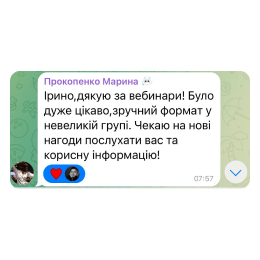 Прокопенко Марина
Ірино,дякую за вебинари! Було
дуже цікаво,зручний формат у
невеликій групі. Чекаю на нові
нагоди послухати вас та
корисну інформацію!
07:57